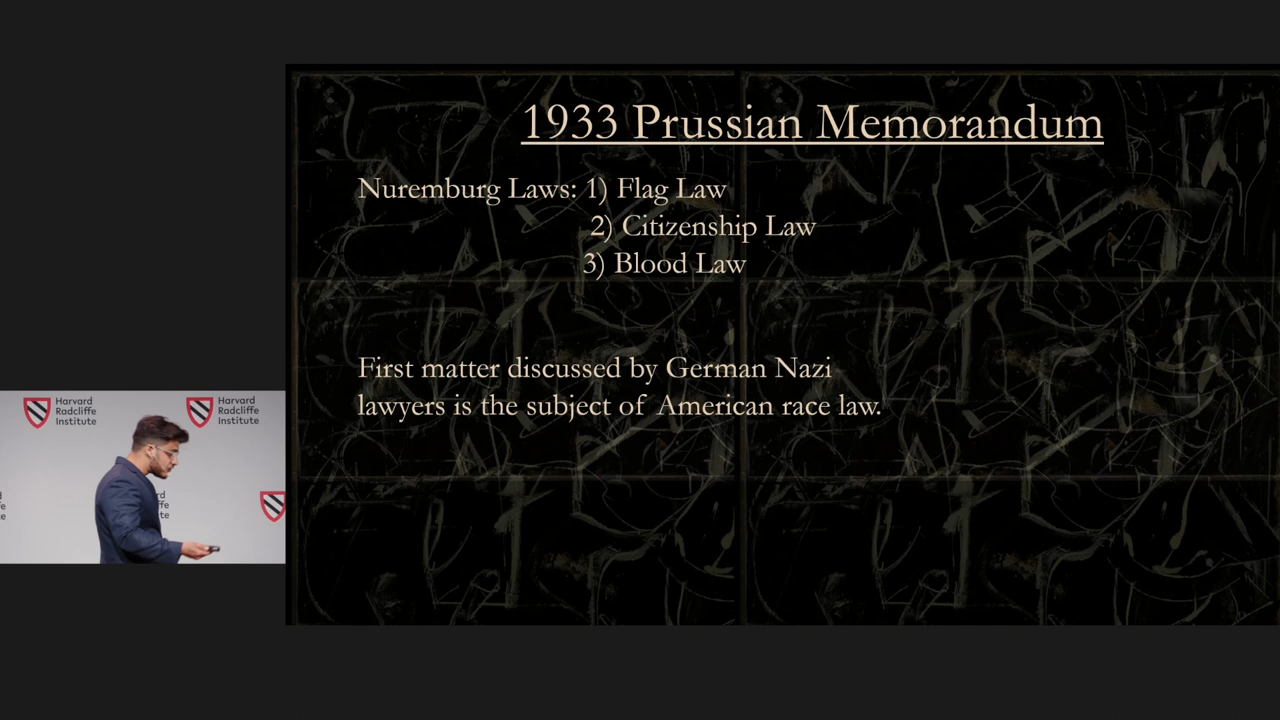 1933 Prussian Memorandum
Nuremburg Laws: 1) Flag Law
2) Citizenship Law
3) Blood Law
First matter discussed by German Nazi
lawyers is the subject of American race law.
Harvard
Radcliffe
Institute
Harvard
Radcliffe
Institute